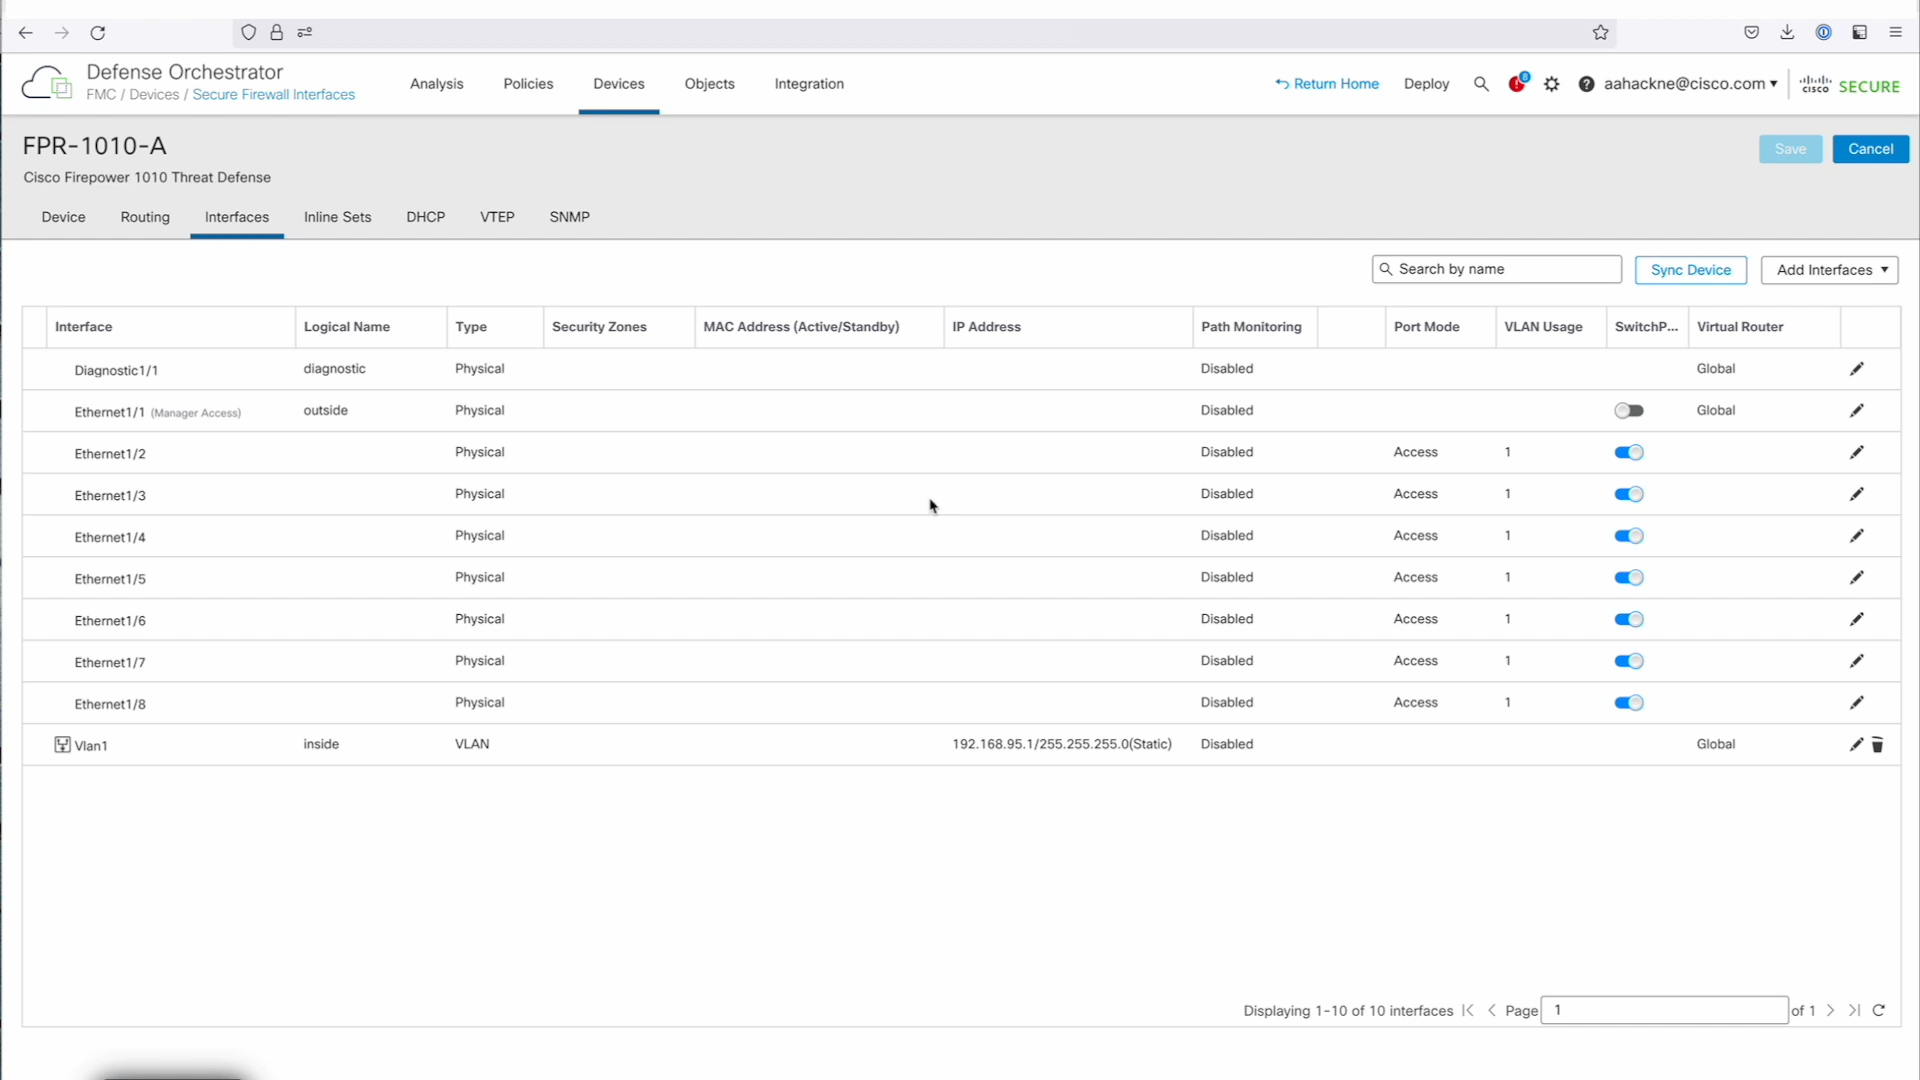 Defense Orchestrator
FMC / Devices / Secure Firewall Interfaces
Analysis Policies Devices Objects Integration
Return Home Deploy 6 aahackne@cisco.com cisco SECURE
FPR-1010-A
Save Cancel
Cisco Firepower 1010 Threat Defense
Device Routing Interfaces Inline Sets DHCP VTEP SNMP
Search by name Sync Device Add Interfaces
Interface Logical Name Type Security Zones MAC Address (Active/Standby) IP Address Path Monitoring Port Mode VLAN Usage SwitchP... Virtual Router
Diagnostic1/1 diagnostic Physical Disabled Global
Ethernet1/1 (Manager Access) outside Physical Disabled Global
Ethernet1/2 Physical Disabled Access 1
Ethernet1/3 Physical Disabled Access 1
Ethernet1/4 Physical Disabled Access 1
Ethernet1/5 Physical Disabled Access 1
Ethernet1/6 Physical Disabled Access 1
Ethernet1/7 Physical Disabled Access 1
Ethernet1/8 Physical Disabled Access 1
Vlan1 inside VLAN 192.168.95.1/255.255.255.0(Static) Disabled Global
Displaying 1-10 of 10 interfaces Page 1 of 1